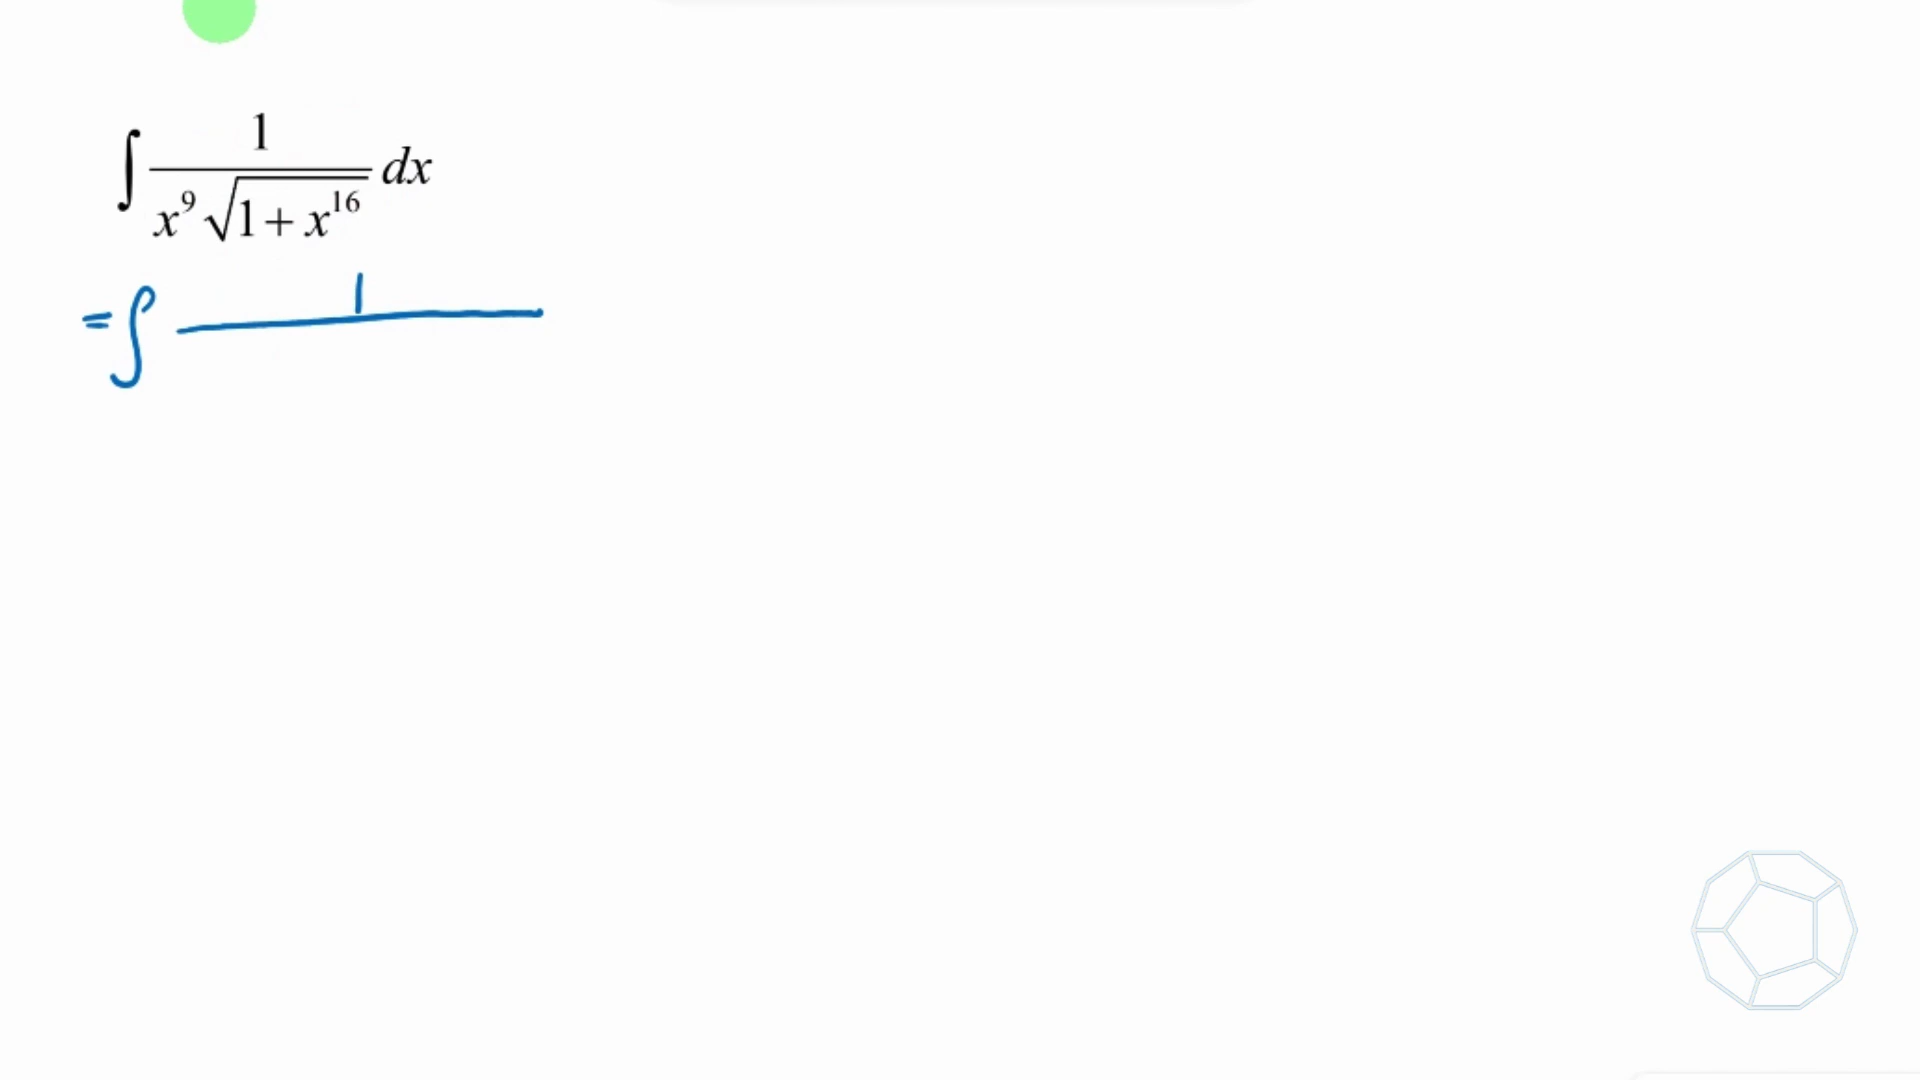 ∫ 1/(x⁹√(1+x¹⁶)) dx
= ∫ 1/